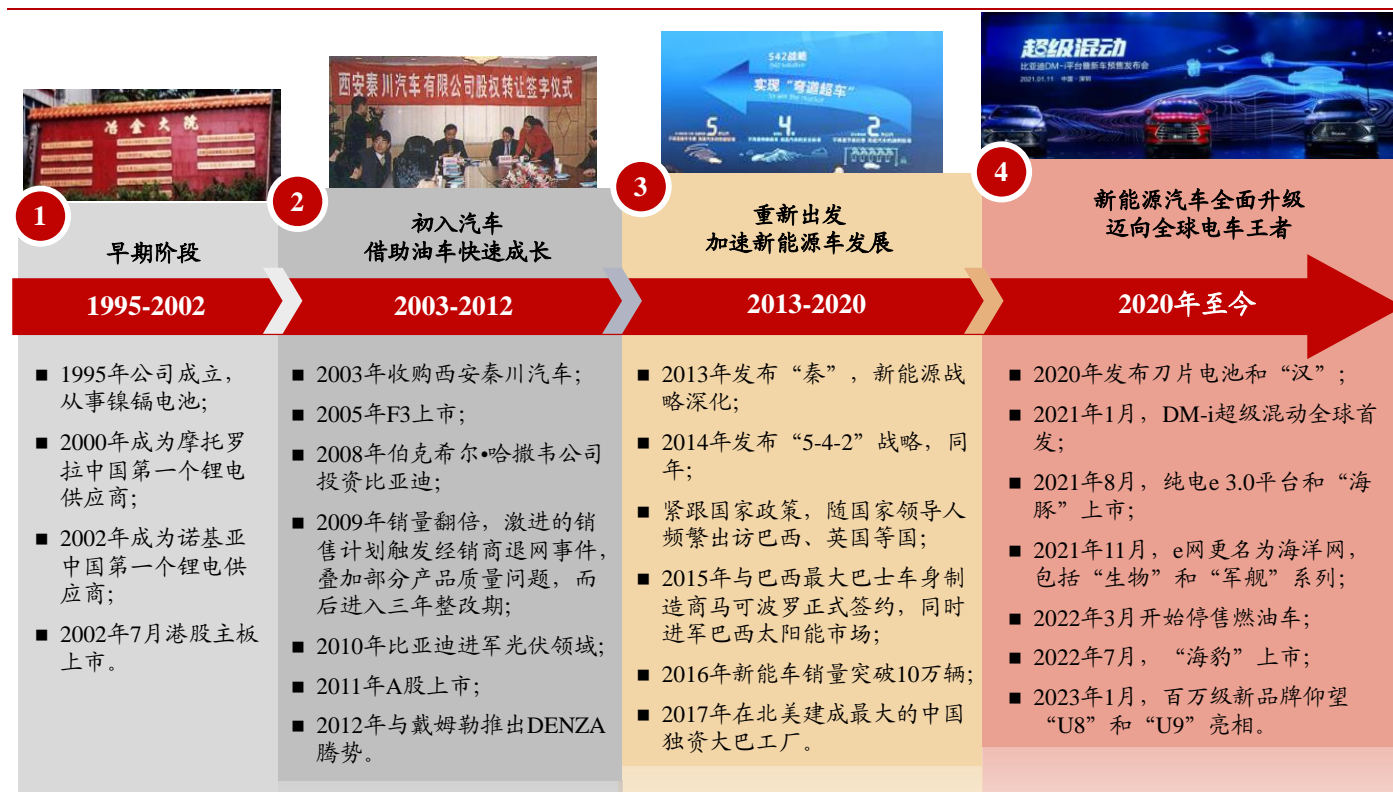 冶金大院
1
早期阶段
1995-2002
■ 1995年公司成立，
从事镍镉电池；
■ 2000年成为摩托罗
拉中国第一个锂电
供应商；
■ 2002年成为诺基亚
中国第一个锂电供
应商；
■ 2002年7月港股主板
上市。
西安秦川汽车有限公司股权转让签字仪式
2
初入汽车
借助油车快速成长
2003-2012
■ 2003年收购西安秦川汽车；
■ 2005年F3上市；
■ 2008年伯克希尔•哈撒韦公司
投资比亚迪；
■ 2009年销量翻倍，激进的销
售计划触发经销商退网事件，
叠加部分产品质量问题，而
后进入三年整改期；
■ 2010年比亚迪进军光伏领域；
■ 2011年A股上市；
■ 2012年与戴姆勒推出DENZA
腾势。
542战略
实现“弯道超车”
5 4 2
3
重新出发
加速新能源车发展
2013-2020
■ 2013年发布“秦”，新能源战
略深化；
■ 2014年发布“5-4-2”战略，同
年；
■ 紧跟国家政策，随国家领导人
频繁出访巴西、英国等国；
■ 2015年与巴西最大巴士车身制
造商马可波罗正式签约，同时
进军巴西太阳能市场；
■ 2016年新能车销量突破10万辆；
■ 2017年在北美建成最大的中国
独资大巴工厂。
超级混动
比亚迪DM-i平台暨新车预售发布会
2021.01.11 中国·深圳
4
新能源汽车全面升级
迈向全球电车王者
2020年至今
■ 2020年发布刀片电池和“汉”；
■ 2021年1月，DM-i超级混动全球首
发；
■ 2021年8月，纯电e 3.0平台和“海
豚”上市；
■ 2021年11月，e网更名为海洋网，
包括“生物”和“军舰”系列；
■ 2022年3月开始停售燃油车；
■ 2022年7月，“海豹”上市；
■ 2023年1月，百万级新品牌仰望
“U8”和“U9”亮相。